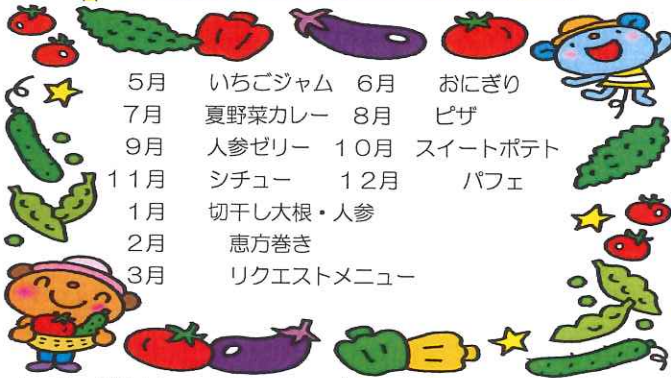 5月 いちごジャム 6月 おにぎり
7月 夏野菜カレー 8月 ピザ
9月 人参ゼリー 10月 スイートポテト
11月 シチュー 12月 パフェ
1月 切干し大根・人参
2月 恵方巻き
3月 リクエストメニュー